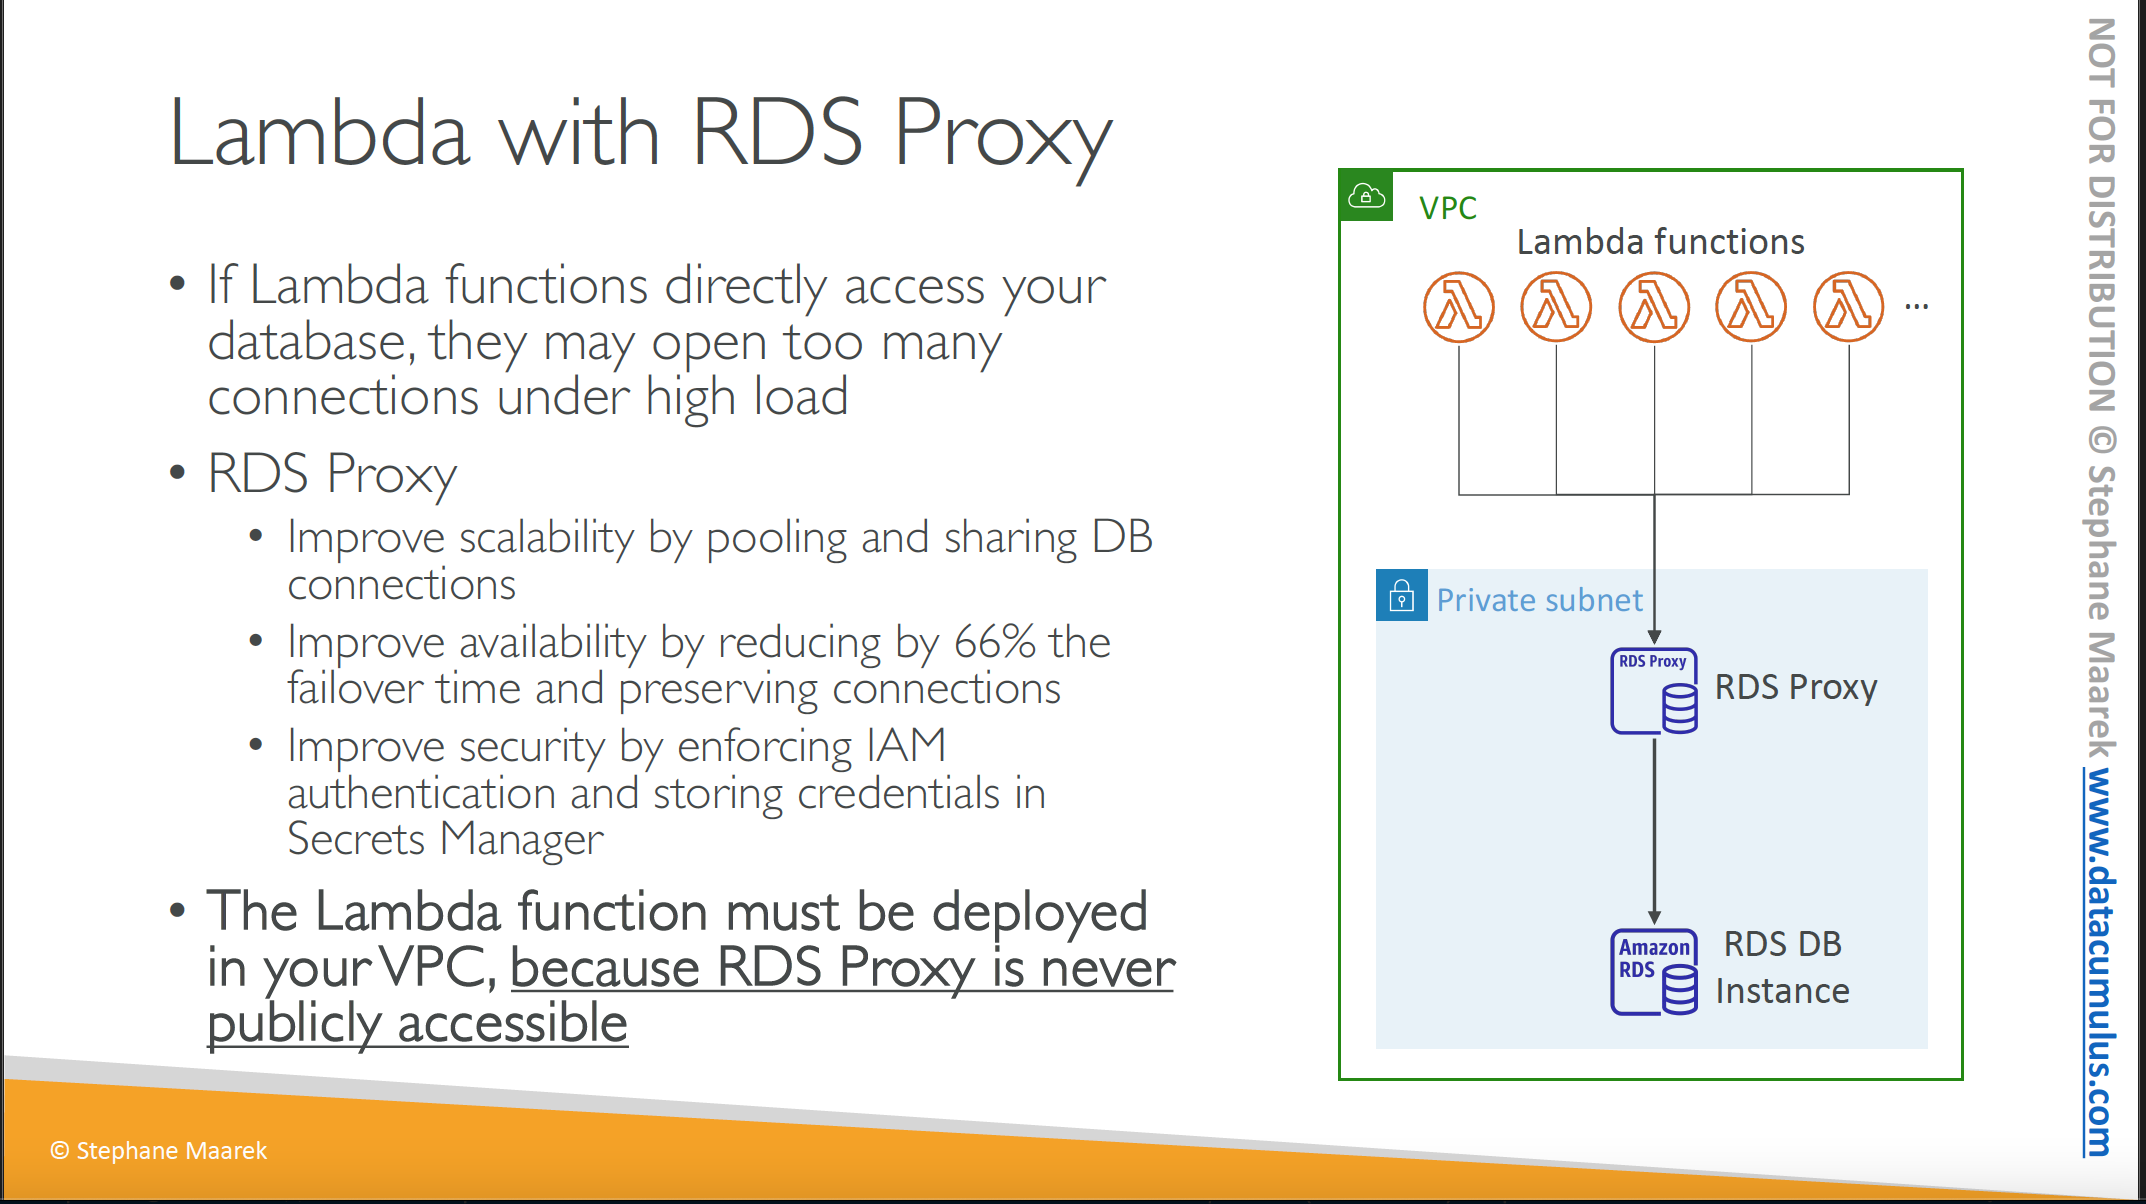 Lambda with RDS Proxy
• If Lambda functions directly access your
database, they may open too many
connections under high load
• RDS Proxy
• Improve scalability by pooling and sharing DB
connections
• Improve availability by reducing by 66% the
failover time and preserving connections
• Improve security by enforcing IAM
authentication and storing credentials in
Secrets Manager
• The Lambda function must be deployed
in your VPC, because RDS Proxy is never
publicly accessible
VPC
Lambda functions
...
Private subnet
RDS Proxy
RDS Proxy
Amazon
RDS
RDS DB
Instance
© Stephane Maarek
NOT FOR DISTRIBUTION © Stephane Maarek www.datacumulus.com